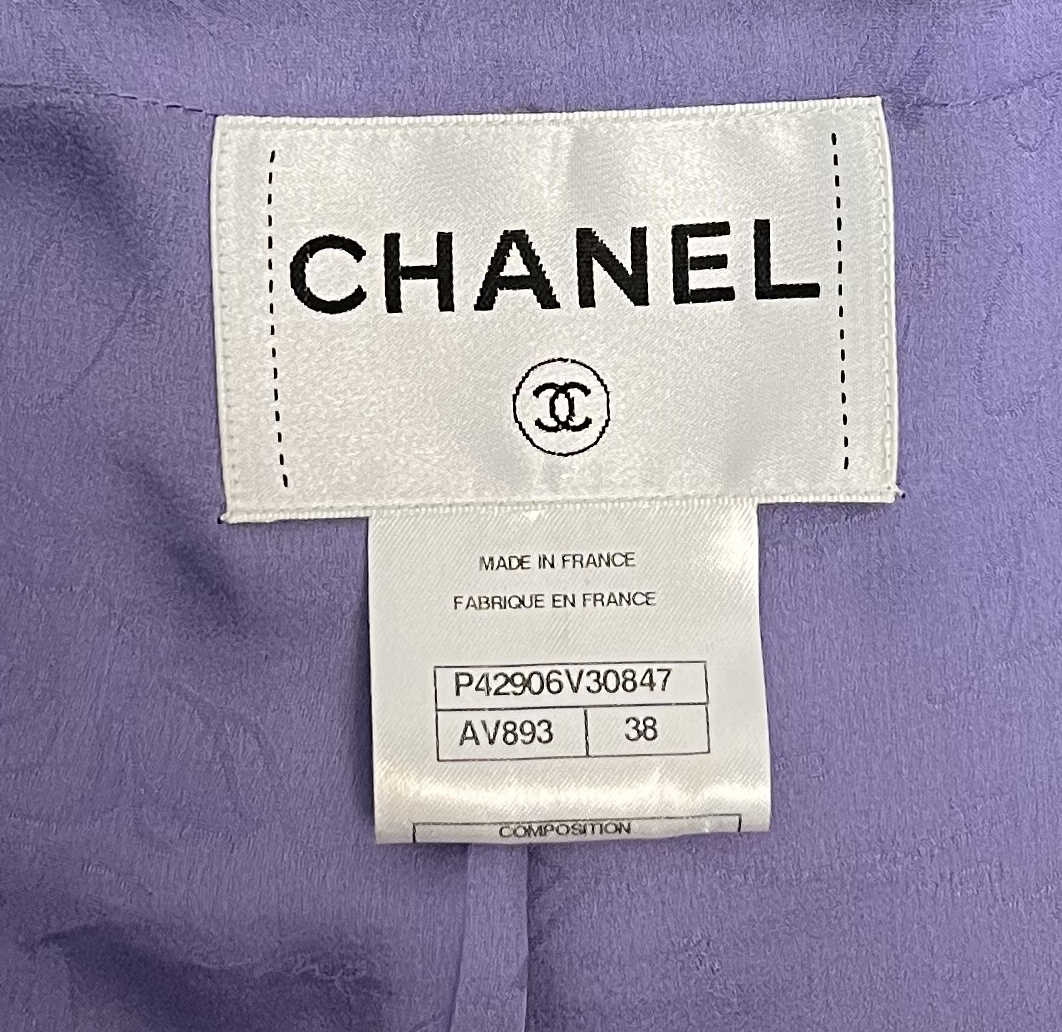 CHANEL
MADE IN FRANCE
FABRIQUE EN FRANCE
P42906V30847
AV893 38
COMPOSITION